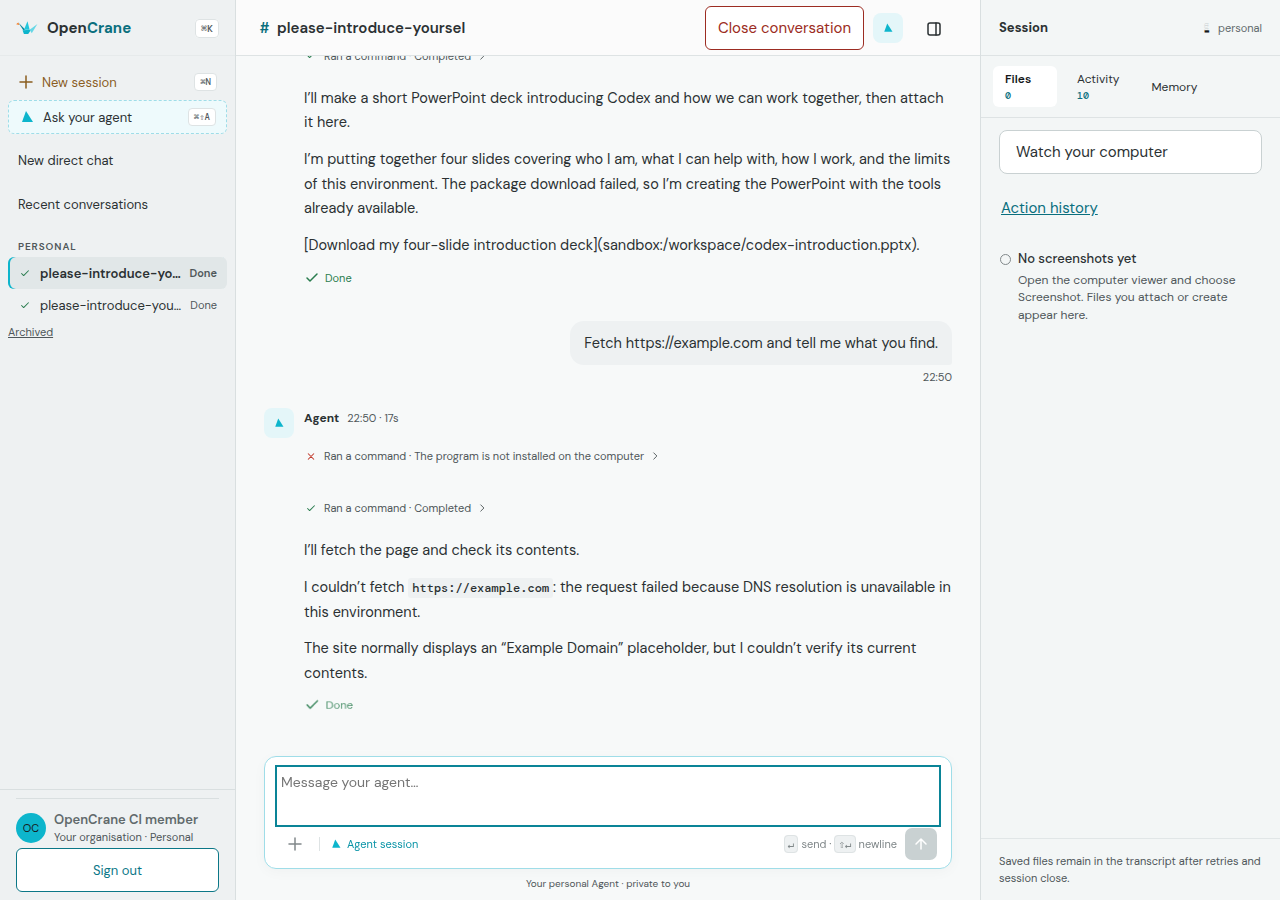 OpenCrane
⌘K
New session
⌘N
Ask your agent
⌘⇧A
New direct chat
Recent conversations
PERSONAL
please-introduce-yo… Done
please-introduce-you… Done
Archived
OC
OpenCrane CI member
Your organisation · Personal
Sign out
# please-introduce-yoursel
Close conversation
Ran a command · Completed
I’ll make a short PowerPoint deck introducing Codex and how we can work together, then attach
it here.
I’m putting together four slides covering who I am, what I can help with, how I work, and the limits
of this environment. The package download failed, so I’m creating the PowerPoint with the tools
already available.
[Download my four-slide introduction deck](sandbox:/workspace/codex-introduction.pptx).
Done
Fetch https://example.com and tell me what you find.
22:50
Agent 22:50 · 17s
Ran a command · The program is not installed on the computer
Ran a command · Completed
I’ll fetch the page and check its contents.
I couldn’t fetch https://example.com: the request failed because DNS resolution is unavailable in
this environment.
The site normally displays an “Example Domain” placeholder, but I couldn’t verify its current
contents.
Done
Message your agent…
Agent session
↵ send · ⇧↵ newline
Your personal Agent · private to you
Session
personal
Files
0
Activity
10
Memory
Watch your computer
Action history
No screenshots yet
Open the computer viewer and choose
Screenshot. Files you attach or create
appear here.
Saved files remain in the transcript after retries and
session close.